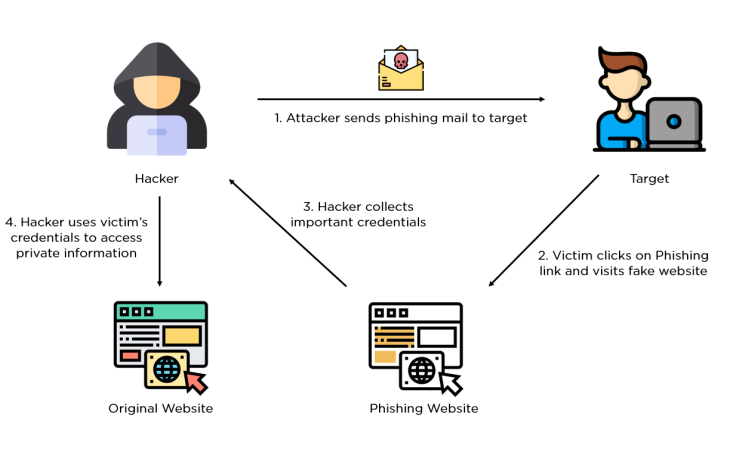 1. Attacker sends phishing mail to target
Hacker
Target
3. Hacker collects
important credentials
4. Hacker uses victim's
credentials to access
private information
2. Victim clicks on Phishing
link and visits fake website
Original Website
Phishing Website